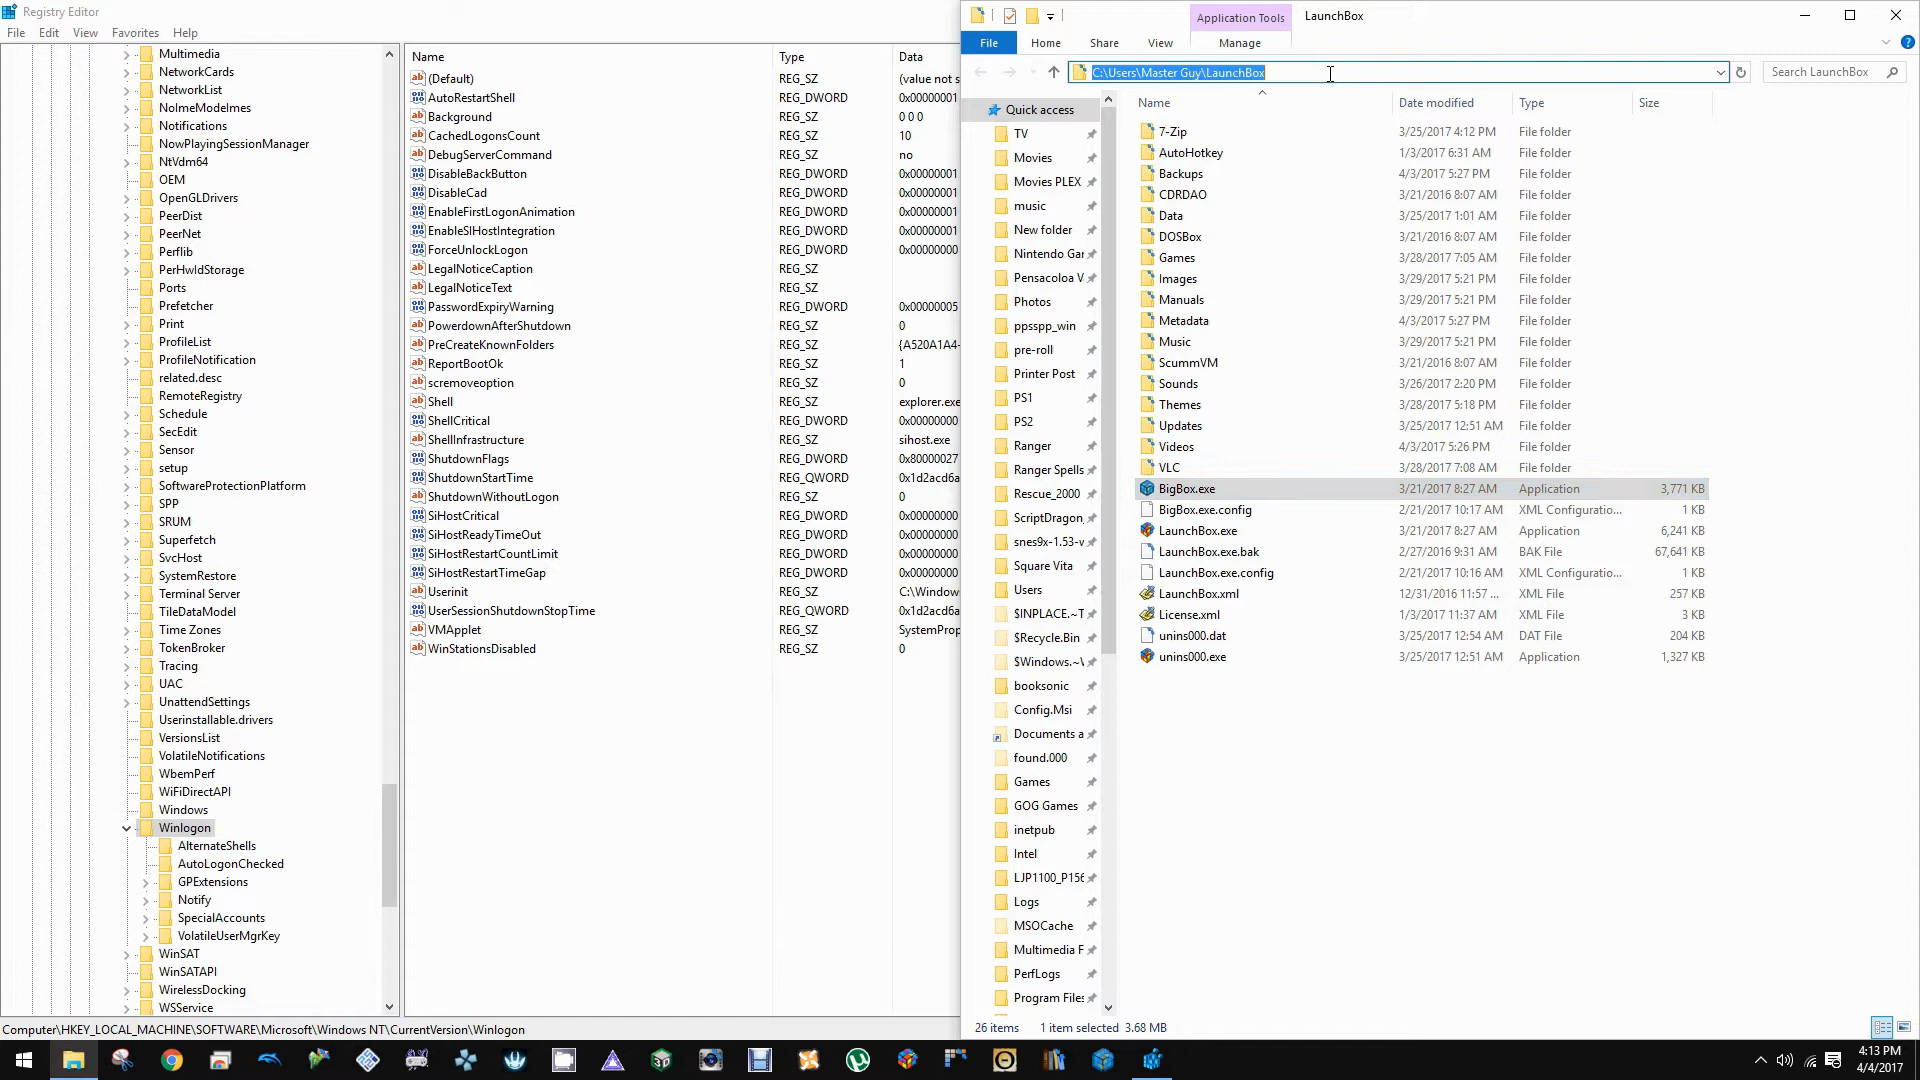 Registry Editor
File Edit View Favorites Help
Multimedia
NetworkCards
NetworkList
NoImeModeImes
Notifications
NowPlayingSessionManager
NtVdm64
OEM
OpenGLDrivers
PeerDist
PeerNet
Perflib
PerHwIdStorage
Ports
Prefetcher
Print
ProfileList
ProfileNotification
related.desc
RemoteRegistry
Schedule
SecEdit
Sensor
setup
SoftwareProtectionPlatform
SPP
SRUM
Superfetch
SvcHost
SystemRestore
Terminal Server
TileDataModel
Time Zones
TokenBroker
Tracing
UAC
UnattendSettings
Userinstallable.drivers
VersionsList
VolatileNotifications
WbemPerf
WiFiDirectAPI
Windows
Winlogon
AlternateShells
AutoLogonChecked
GPExtensions
Notify
SpecialAccounts
VolatileUserMgrKey
WinSAT
WinSATAPI
WirelessDocking
WSService
Name Type Data
(Default) REG_SZ (value not s
AutoRestartShell REG_DWORD 0x00000001
Background REG_SZ 0 0 0
CachedLogonsCount REG_SZ 10
DebugServerCommand REG_SZ no
DisableBackButton REG_DWORD 0x00000001
DisableCad REG_DWORD 0x00000001
EnableFirstLogonAnimation REG_DWORD 0x00000001
EnableSIHostIntegration REG_DWORD 0x00000001
ForceUnlockLogon REG_DWORD 0x00000000
LegalNoticeCaption REG_SZ
LegalNoticeText REG_SZ
PasswordExpiryWarning REG_DWORD 0x00000005
PowerdownAfterShutdown REG_SZ 0
PreCreateKnownFolders REG_SZ {A520A1A4-
ReportBootOk REG_SZ 1
scremoveoption REG_SZ 0
Shell REG_SZ explorer.exe
ShellCritical REG_DWORD 0x00000000
ShellInfrastructure REG_SZ sihost.exe
ShutdownFlags REG_DWORD 0x80000027
ShutdownStartTime REG_QWORD 0x1d2acd6a
ShutdownWithoutLogon REG_SZ 0
SiHostCritical REG_DWORD 0x00000000
SiHostReadyTimeOut REG_DWORD 0x00000000
SiHostRestartCountLimit REG_DWORD 0x00000000
SiHostRestartTimeGap REG_DWORD 0x00000000
Userinit REG_SZ C:\Window
UserSessionShutdownStopTime REG_QWORD 0x1d2acd6a
VMApplet REG_SZ SystemProp
WinStationsDisabled REG_SZ 0
Computer\HKEY_LOCAL_MACHINE\SOFTWARE\Microsoft\Windows NT\CurrentVersion\Winlogon
Application Tools LaunchBox
File Home Share View Manage
C:\Users\Master Guy\LaunchBox
Search LaunchBox
Quick access
TV
Movies
Movies PLEX
music
New folder
Nintendo Gar
Pensacoloa V
Photos
ppsspp_win
pre-roll
Printer Post
PS1
PS2
Ranger
Ranger Spells
Rescue_2000
ScriptDragon
snes9x-1.53-v
Square Vita
Users
$INPLACE.~T
$Recycle.Bin
$Windows.~\
booksonic
Config.Msi
Documents a
found.000
Games
GOG Games
inetpub
Intel
LJP1100_P156
Logs
MSOCache
Multimedia F
PerfLogs
Program Files
Name Date modified Type Size
7-Zip 3/25/2017 4:12 PM File folder
AutoHotkey 1/3/2017 6:31 AM File folder
Backups 4/3/2017 5:27 PM File folder
CDRDAO 3/21/2016 8:07 AM File folder
Data 3/25/2017 1:01 AM File folder
DOSBox 3/21/2016 8:07 AM File folder
Games 3/28/2017 7:05 AM File folder
Images 3/29/2017 5:21 PM File folder
Manuals 3/29/2017 5:21 PM File folder
Metadata 4/3/2017 5:27 PM File folder
Music 3/29/2017 5:21 PM File folder
ScummVM 3/21/2016 8:07 AM File folder
Sounds 3/26/2017 2:20 PM File folder
Themes 3/28/2017 5:18 PM File folder
Updates 3/25/2017 12:51 AM File folder
Videos 4/3/2017 5:26 PM File folder
VLC 3/28/2017 7:08 AM File folder
BigBox.exe 3/21/2017 8:27 AM Application 3,771 KB
BigBox.exe.config 2/21/2017 10:17 AM XML Configuratio... 1 KB
LaunchBox.exe 3/21/2017 8:27 AM Application 6,241 KB
LaunchBox.exe.bak 2/27/2016 9:31 AM BAK File 67,641 KB
LaunchBox.exe.config 2/21/2017 10:16 AM XML Configuratio... 1 KB
LaunchBox.xml 12/31/2016 11:57 ... XML File 257 KB
License.xml 1/3/2017 11:37 AM XML File 3 KB
unins000.dat 3/25/2017 12:54 AM DAT File 204 KB
unins000.exe 3/25/2017 12:51 AM Application 1,327 KB
26 items 1 item selected 3.68 MB
4:13 PM
4/4/2017